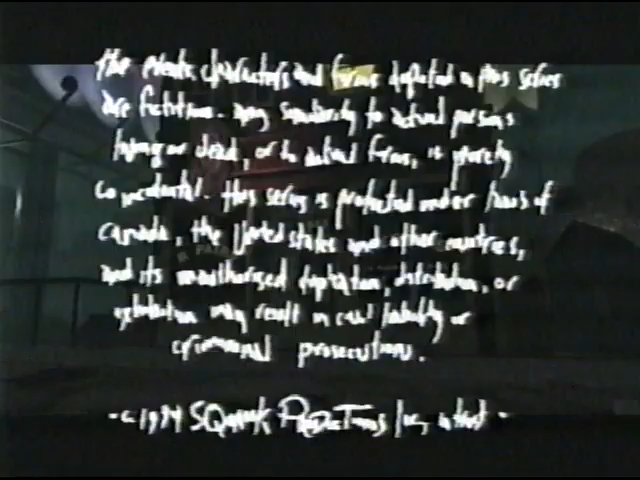 The events, characters and firms depicted in this series
are fictitious. Any similarity to actual persons
living or dead, or to actual firms, is purely
coincidental. This series is protected under laws of
Canada, the United States and other countries,
and its unauthorised duplication, distribution, or
exhibition may result in civil liability or
criminal prosecutions.
-c 1994 Productions Inc, in trust -